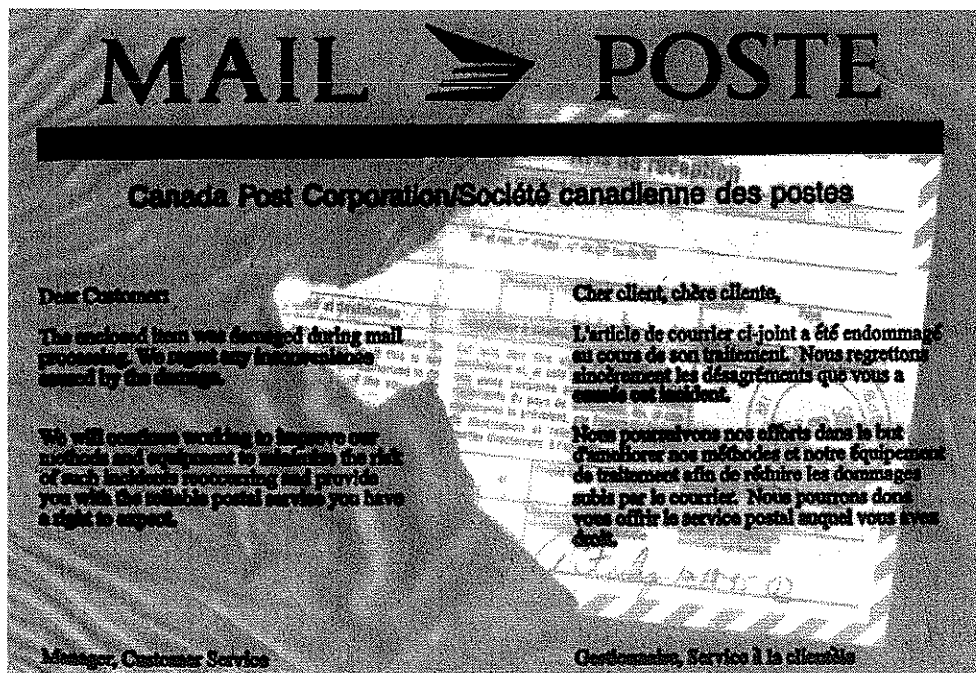 MAIL POSTE
Canada Post Corporation/Société canadienne des postes
Dear Customer:
The enclosed item was damaged during mail
processing. We regret any inconvenience
caused by the damage.
We will continue working to improve our
methods and equipment to minimize the risk
of such incidents reoccurring and provide
you with the reliable postal service you have
a right to expect.
Manager, Customer Service
Cher client, chère cliente,
L'article de courrier ci-joint a été endommagé
au cours de son traitement. Nous regrettons
sincèrement les désagréments que vous a
causés cet incident.
Nous poursuivons nos efforts dans le but
d'améliorer nos méthodes et notre équipement
de traitement afin de réduire les dommages
subis par le courrier. Nous pourrons donc
vous offrir le service postal auquel vous avez
droit.
Gestionnaire, Service à la clientèle
réception